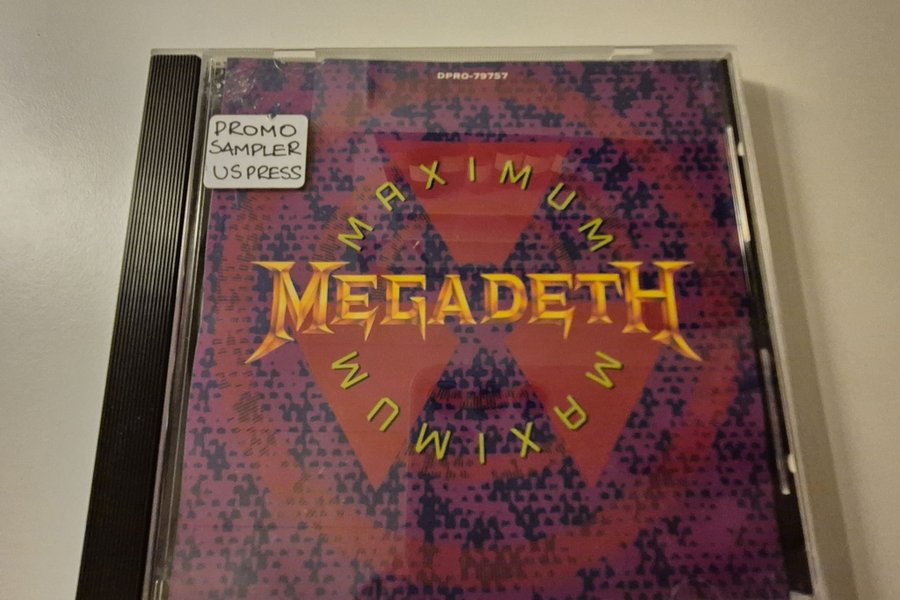 DPRO-79757
PROMO
SAMPLER
US PRESS
MAXIMUM
MEGADETH
MAXIMUM